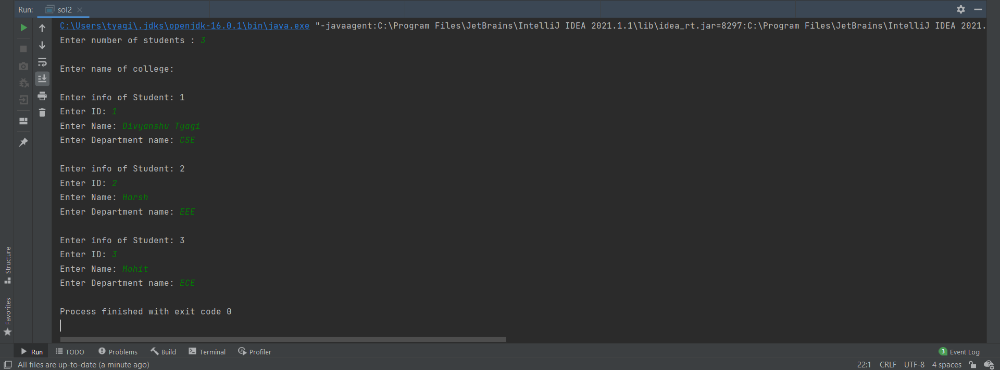 Run: sol2
C:\Users\tyagi\.jdks\openjdk-16.0.1\bin\java.exe "-javaagent:C:\Program Files\JetBrains\IntelliJ IDEA 2021.1.1\lib\idea_rt.jar=8297:C:\Program Files\JetBrains\IntelliJ IDEA 2021.
Enter number of students : 3
Enter name of college:
Enter info of Student: 1
Enter ID: 1
Enter Name: Divyanshu Tyagi
Enter Department name: CSE
Enter info of Student: 2
Enter ID: 2
Enter Name: Harsh
Enter Department name: EEE
Enter info of Student: 3
Enter ID: 3
Enter Name: Mohit
Enter Department name: ECE
Process finished with exit code 0
Structure
Favorites
Run TODO Problems Build Terminal Profiler 3 Event Log
All files are up-to-date (a minute ago) 22:1 CRLF UTF-8 4 spaces